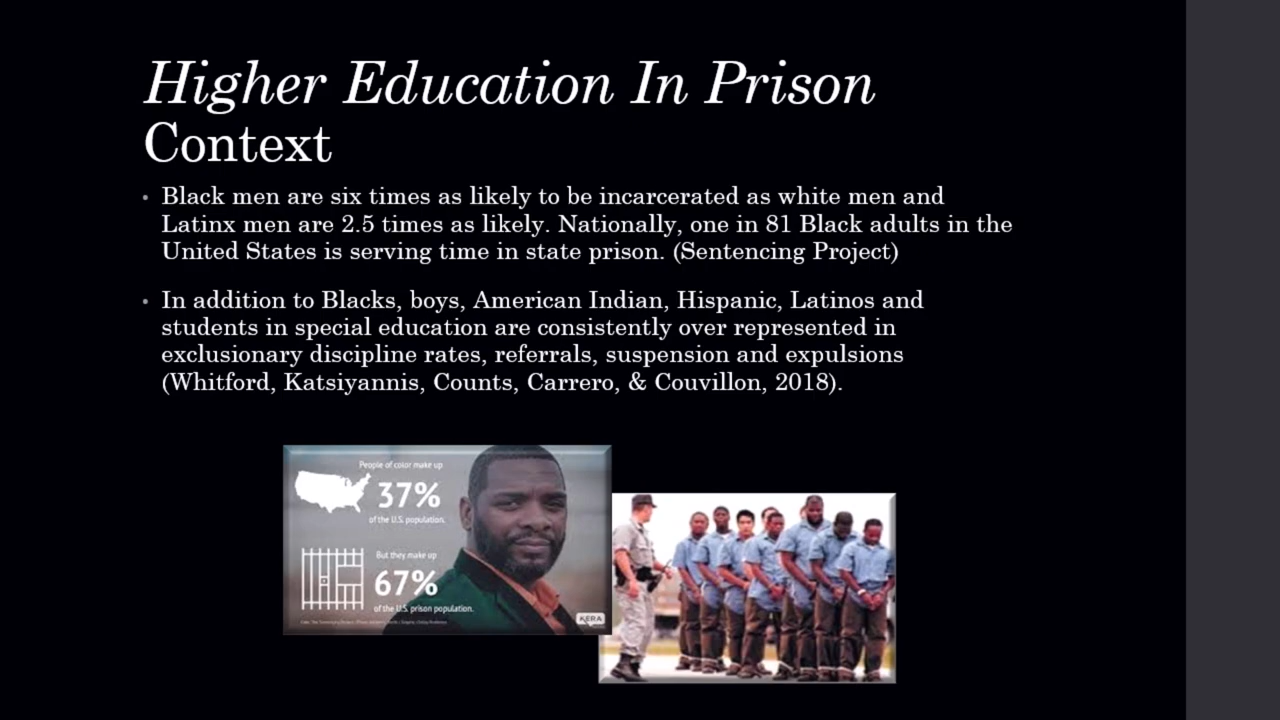 Higher Education In Prison
Context
• Black men are six times as likely to be incarcerated as white men and
Latinx men are 2.5 times as likely. Nationally, one in 81 Black adults in the
United States is serving time in state prison. (Sentencing Project)
• In addition to Blacks, boys, American Indian, Hispanic, Latinos and
students in special education are consistently over represented in
exclusionary discipline rates, referrals, suspension and expulsions
(Whitford, Katsiyannis, Counts, Carrero, & Couvillon, 2018).
People of color make up
37%
of the U.S. population.
But they make up
67%
of the U.S. prison population.
KERA